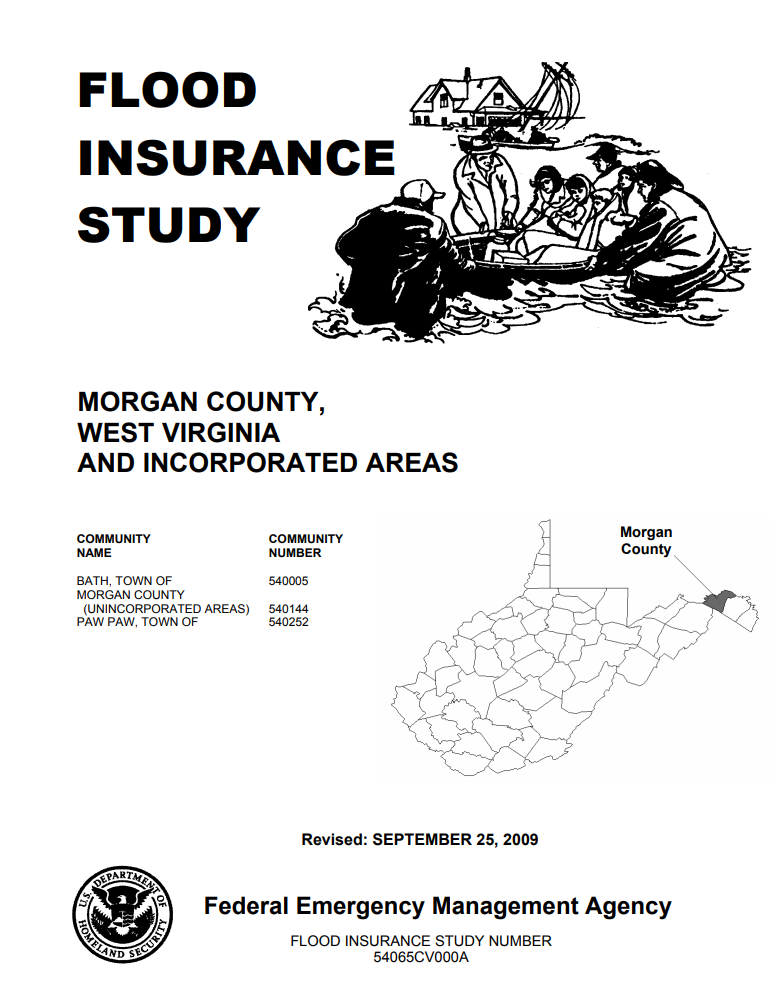 FLOOD
INSURANCE
STUDY
MORGAN COUNTY,
WEST VIRGINIA
AND INCORPORATED AREAS
COMMUNITY NAME COMMUNITY NUMBER
BATH, TOWN OF 540005
MORGAN COUNTY
(UNINCORPORATED AREAS) 540144
PAW PAW, TOWN OF 540252
Morgan
County
Revised: SEPTEMBER 25, 2009
U.S. DEPARTMENT OF
HOMELAND SECURITY
Federal Emergency Management Agency
FLOOD INSURANCE STUDY NUMBER
54065CV000A